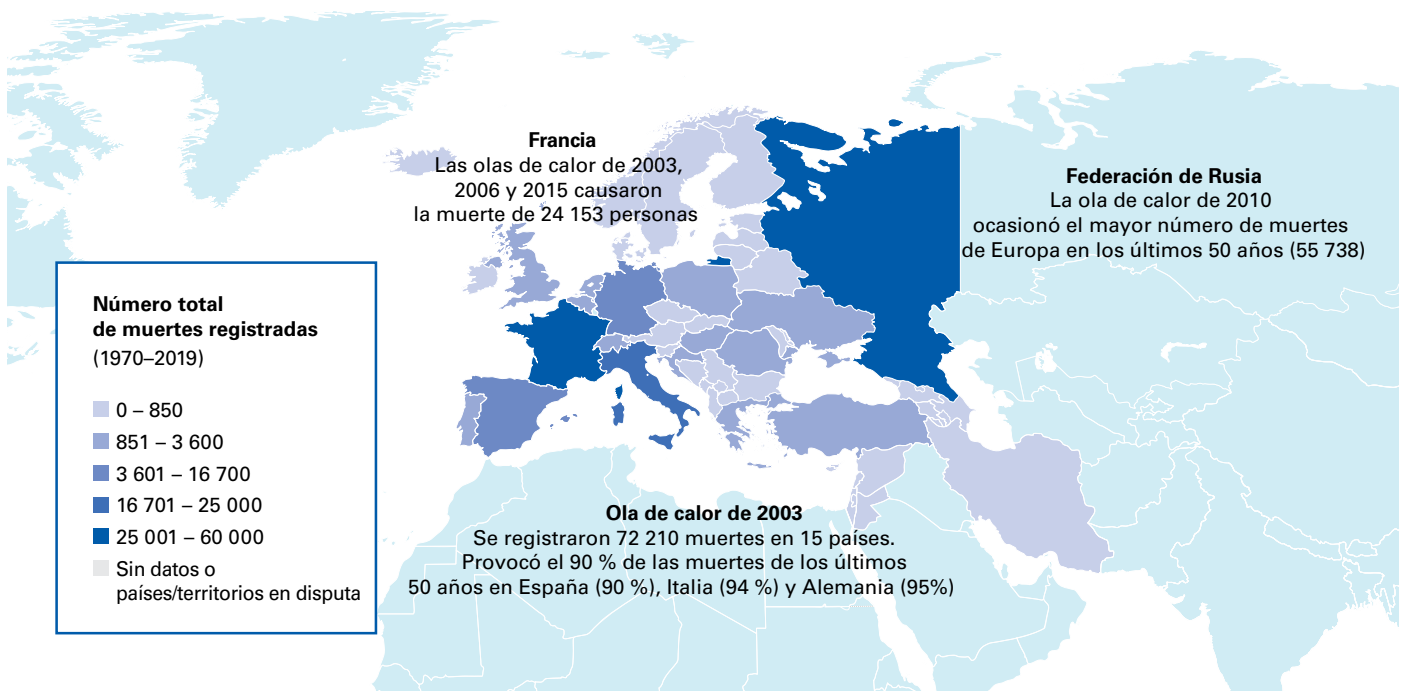 Francia
Las olas de calor de 2003,
2006 y 2015 causaron
la muerte de 24 153 personas
Federación de Rusia
La ola de calor de 2010
ocasionó el mayor número de muertes
de Europa en los últimos 50 años (55 738)
Número total
de muertes registradas
(1970–2019)
0 – 850
851 – 3 600
3 601 – 16 700
16 701 – 25 000
25 001 – 60 000
Sin datos o
países/territorios en disputa
Ola de calor de 2003
Se registraron 72 210 muertes en 15 países.
Provocó el 90 % de las muertes de los últimos
50 años en España (90 %), Italia (94 %) y Alemania (95%)